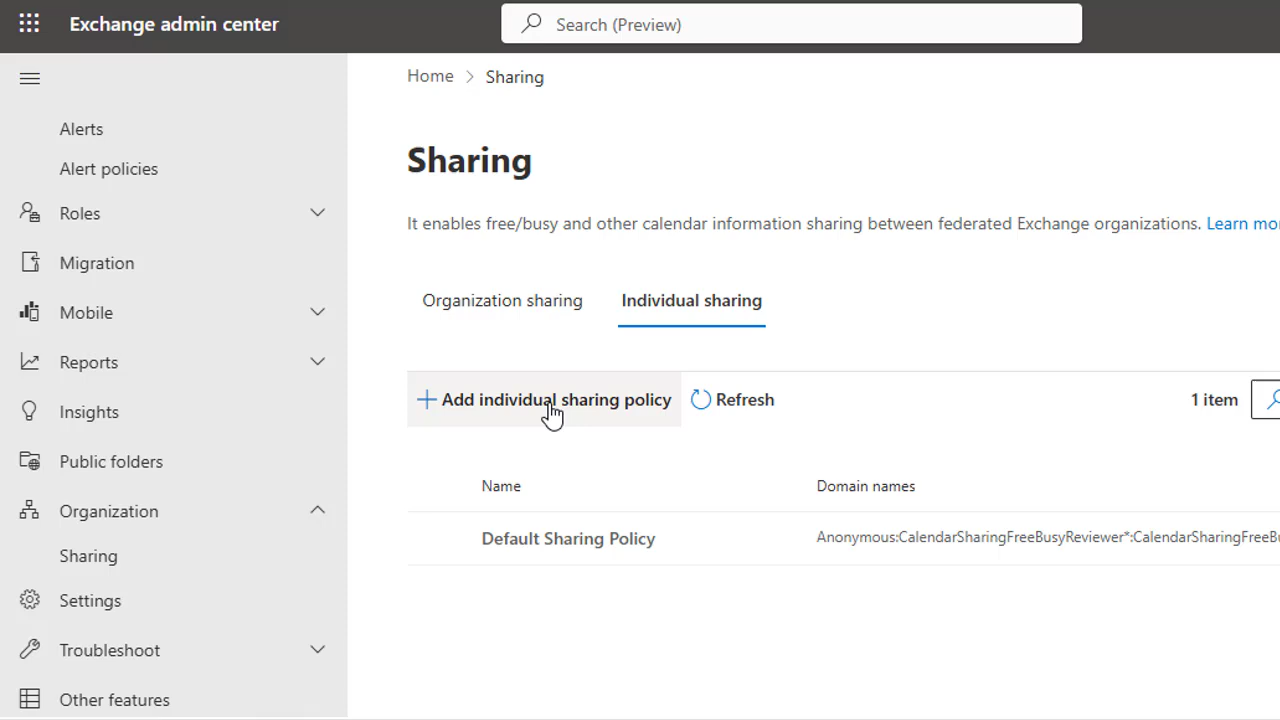 Exchange admin center
Search (Preview)
Home > Sharing
Alerts
Alert policies
Roles
Migration
Mobile
Reports
Insights
Public folders
Organization
Sharing
Settings
Troubleshoot
Other features
Sharing
It enables free/busy and other calendar information sharing between federated Exchange organizations. Learn
Organization sharing Individual sharing
+ Add individual sharing policy Refresh 1 item
Name Domain names
Default Sharing Policy Anonymous:CalendarSharingFreeBusyReviewer*:CalendarSharingFreeB